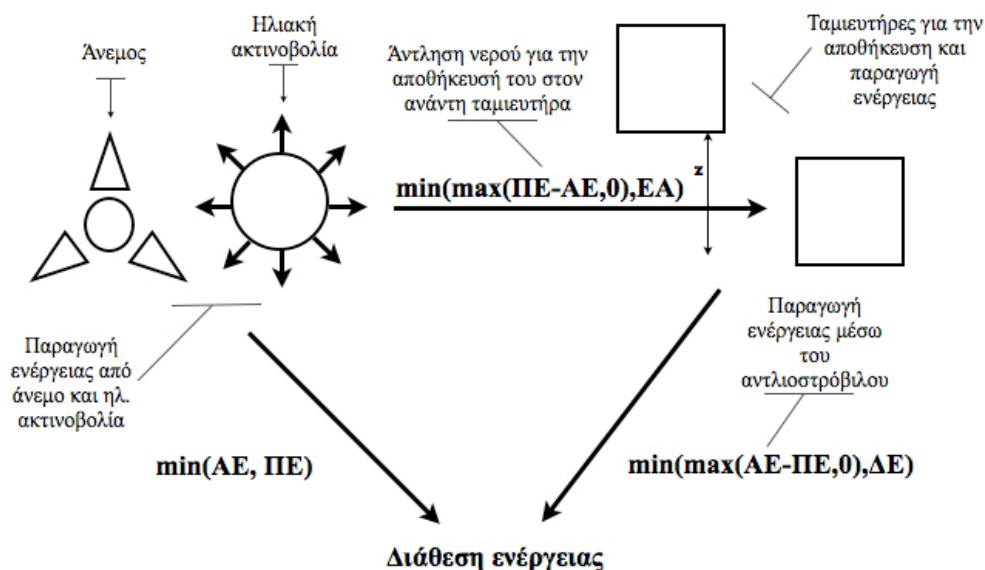 Άνεμος
Ηλιακή
ακτινοβολία
Άντληση νερού για την
αποθήκευσή του στον
ανάντη ταμιευτήρα
Ταμιευτήρες για την
αποθήκευση και
παραγωγή
ενέργειας
z
min(max(ΠΕ-ΑΕ,0),ΕΑ)
Παραγωγή
ενέργειας από
άνεμο και ηλ.
ακτινοβολία
Παραγωγή
ενέργειας μέσω
του
αντλιοστρόβιλου
min(ΑΕ, ΠΕ)
min(max(ΑΕ-ΠΕ,0),ΔΕ)
Διάθεση ενέργειας